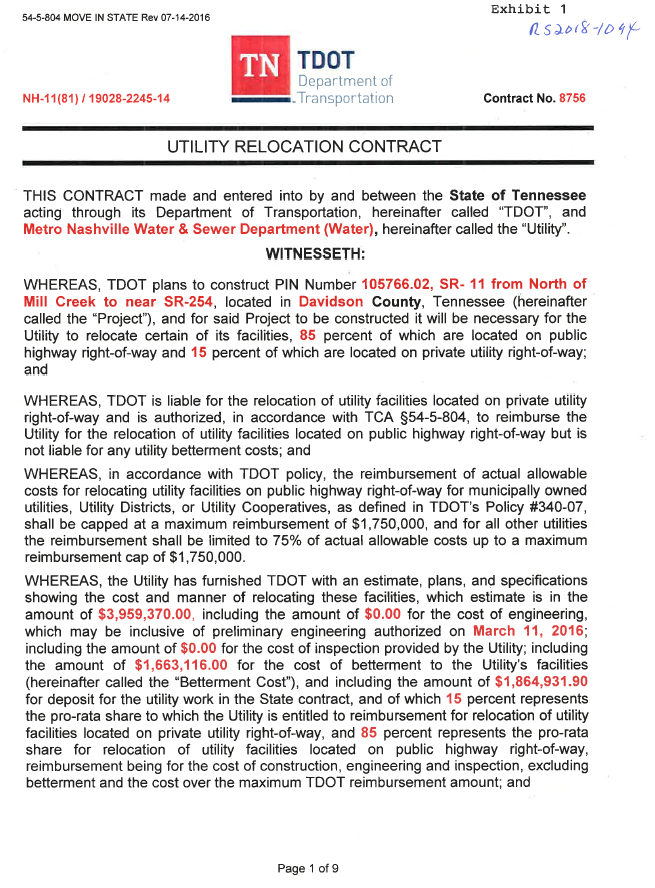 54-5-804 MOVE IN STATE Rev 07-14-2016
Exhibit 1
RS2018-1094
TN
TDOT
Department of
Transportation
NH-11(81) / 19028-2245-14
Contract No. 8756
UTILITY RELOCATION CONTRACT
THIS CONTRACT made and entered into by and between the State of Tennessee
acting through its Department of Transportation, hereinafter called “TDOT”, and
Metro Nashville Water & Sewer Department (Water), hereinafter called the “Utility”.
WITNESSETH:
WHEREAS, TDOT plans to construct PIN Number 105766.02, SR- 11 from North of
Mill Creek to near SR-254, located in Davidson County, Tennessee (hereinafter
called the “Project”), and for said Project to be constructed it will be necessary for the
Utility to relocate certain of its facilities, 85 percent of which are located on public
highway right-of-way and 15 percent of which are located on private utility right-of-way;
and
WHEREAS, TDOT is liable for the relocation of utility facilities located on private utility
right-of-way and is authorized, in accordance with TCA §54-5-804, to reimburse the
Utility for the relocation of utility facilities located on public highway right-of-way but is
not liable for any utility betterment costs; and
WHEREAS, in accordance with TDOT policy, the reimbursement of actual allowable
costs for relocating utility facilities on public highway right-of-way for municipally owned
utilities, Utility Districts, or Utility Cooperatives, as defined in TDOT’s Policy #340-07,
shall be capped at a maximum reimbursement of $1,750,000, and for all other utilities
the reimbursement shall be limited to 75% of actual allowable costs up to a maximum
reimbursement cap of $1,750,000.
WHEREAS, the Utility has furnished TDOT with an estimate, plans, and specifications
showing the cost and manner of relocating these facilities, which estimate is in the
amount of $3,959,370.00, including the amount of $0.00 for the cost of engineering,
which may be inclusive of preliminary engineering authorized on March 11, 2016;
including the amount of $0.00 for the cost of inspection provided by the Utility; including
the amount of $1,663,116.00 for the cost of betterment to the Utility’s facilities
(hereinafter called the “Betterment Cost”), and including the amount of $1,864,931.90
for deposit for the utility work in the State contract, and of which 15 percent represents
the pro-rata share to which the Utility is entitled to reimbursement for relocation of utility
facilities located on private utility right-of-way, and 85 percent represents the pro-rata
share for relocation of utility facilities located on public highway right-of-way,
reimbursement being for the cost of construction, engineering and inspection, excluding
betterment and the cost over the maximum TDOT reimbursement amount; and
Page 1 of 9